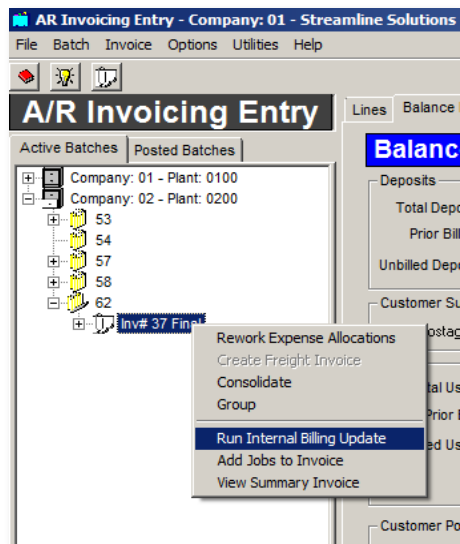 AR Invoicing Entry - Company: 01 - Streamline Solutions
File Batch Invoice Options Utilities Help
A/R Invoicing Entry
Lines Balance
Active Batches Posted Batches
Balanc
Company: 01 - Plant: 0100
Company: 02 - Plant: 0200
53
54
57
58
62
Inv# 37 Final
Rework Expense Allocations
Create Freight Invoice
Consolidate
Group
Run Internal Billing Update
Add Jobs to Invoice
View Summary Invoice
Deposits
Total Depo
Prior Bill
Unbilled Depo
Customer Su
ostag
tal Us
Prior B
ed Us
Customer Po